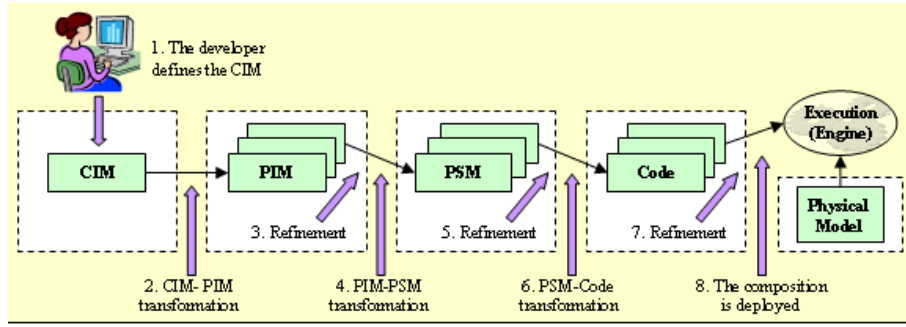 1. The developer
defines the CIM
CIM
PIM
PSM
Code
Execution
(Engine)
Physical
Model
3. Refinement
5. Refinement
7. Refinement
2. CIM- PIM
transformation
4. PIM-PSM
transformation
6. PSM-Code
transformation
8. The composition
is deployed